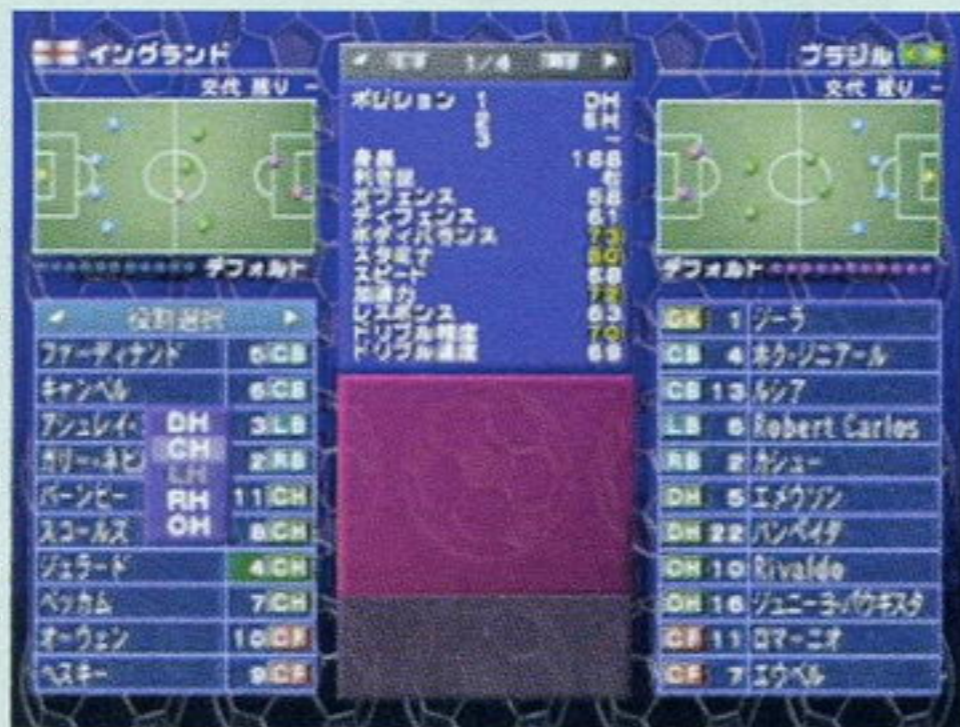 イングランド
交代 残り -
デフォルト
役割選択
ファーディナンド 5 CB
キャンベル 6 CB
アシュレイ・ 3 LB
ガリー・ネビ 2 RB
バーンビー 11 CH
スコールズ 8 CH
ジェラード 4 CH
ベッカム 7 CH
オーウェン 10 CF
ヘスキー 9 CF
DH
CH
LH
RH
OH
1/4
ポジション 1 DH
2 SH
3 -
身長 188
利き足 右
オフェンス 58
ディフェンス 61
ボディバランス 73
スタミナ 80
スピード 68
加速力 72
レスポンス 63
ドリブル精度 70
ドリブル速度 69
ブラジル
交代 残り -
デフォルト
GK 1 ジーラ
CB 4 ホク・ジニアール
CB 13 ルシア
LB 6 Robert Carlos
RB 2 カシュー
DH 5 エメウソン
DH 22 バンペイダ
OH 10 Rivaldo
OH 16 ジュニーヨ・パウギスタ
CF 11 ロマーニオ
CF 7 エウベル